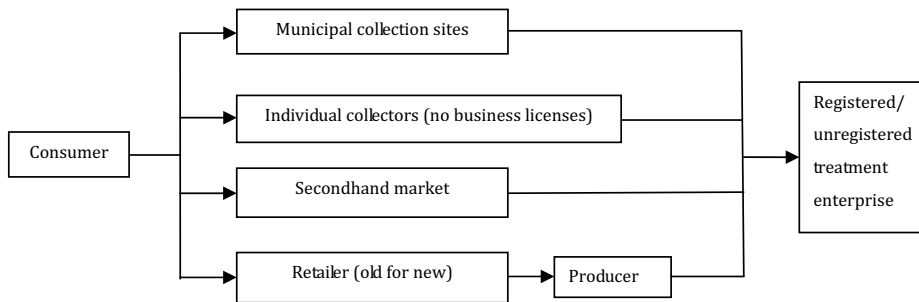 Consumer
Municipal collection sites
Individual collectors (no business licenses)
Secondhand market
Retailer (old for new)
Producer
Registered/
unregistered
treatment
enterprise